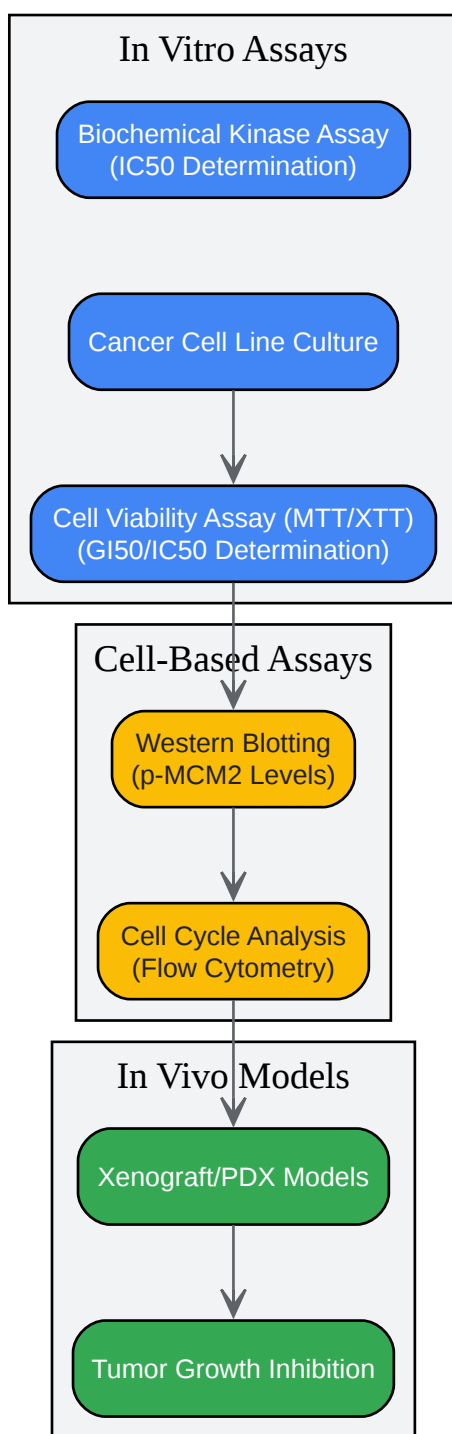 In Vitro Assays
Biochemical Kinase Assay
(IC50 Determination)
Cancer Cell Line Culture
Cell Viability Assay (MTT/XTT)
(GI50/IC50 Determination)
Cell-Based Assays
Western Blotting
(p-MCM2 Levels)
Cell Cycle Analysis
(Flow Cytometry)
In Vivo Models
Xenograft/PDX Models
Tumor Growth Inhibition